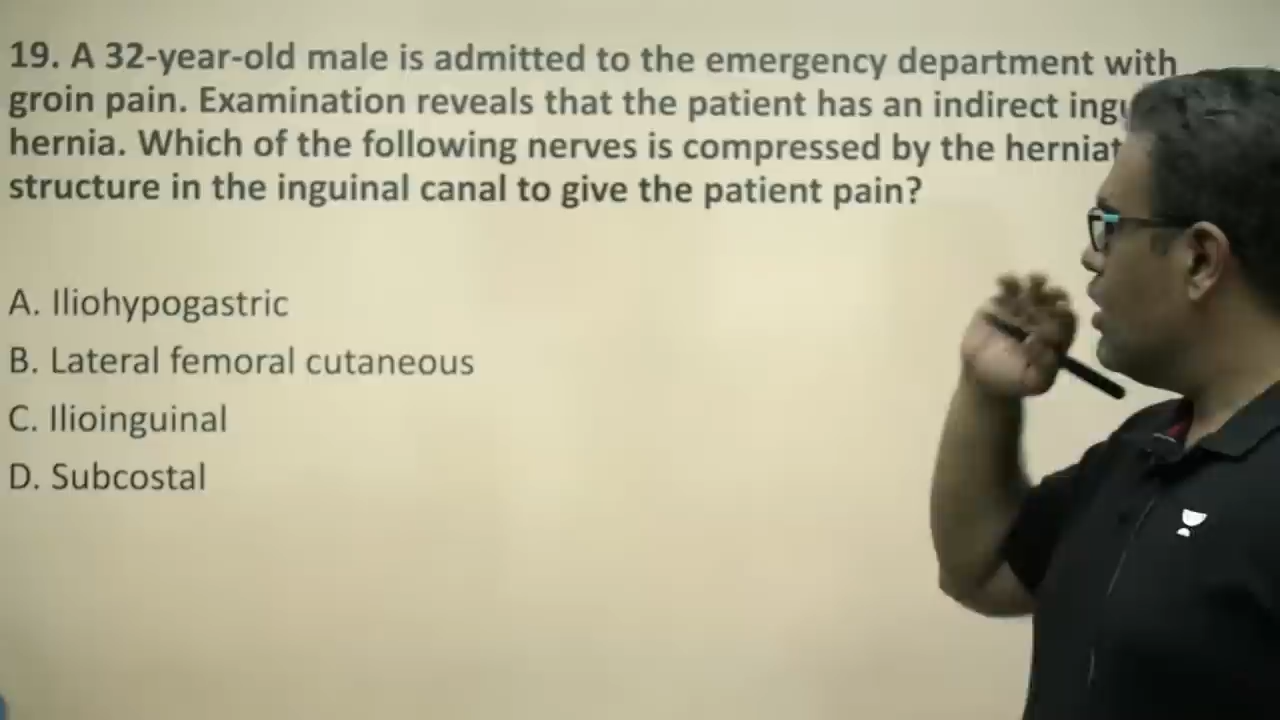 19. A 32-year-old male is admitted to the emergency department with
groin pain. Examination reveals that the patient has an indirect
hernia. Which of the following nerves is compressed by the
structure in the inguinal canal to give the patient pain?
A. Iliohypogastric
B. Lateral femoral cutaneous
C. Ilioinguinal
D. Subcostal